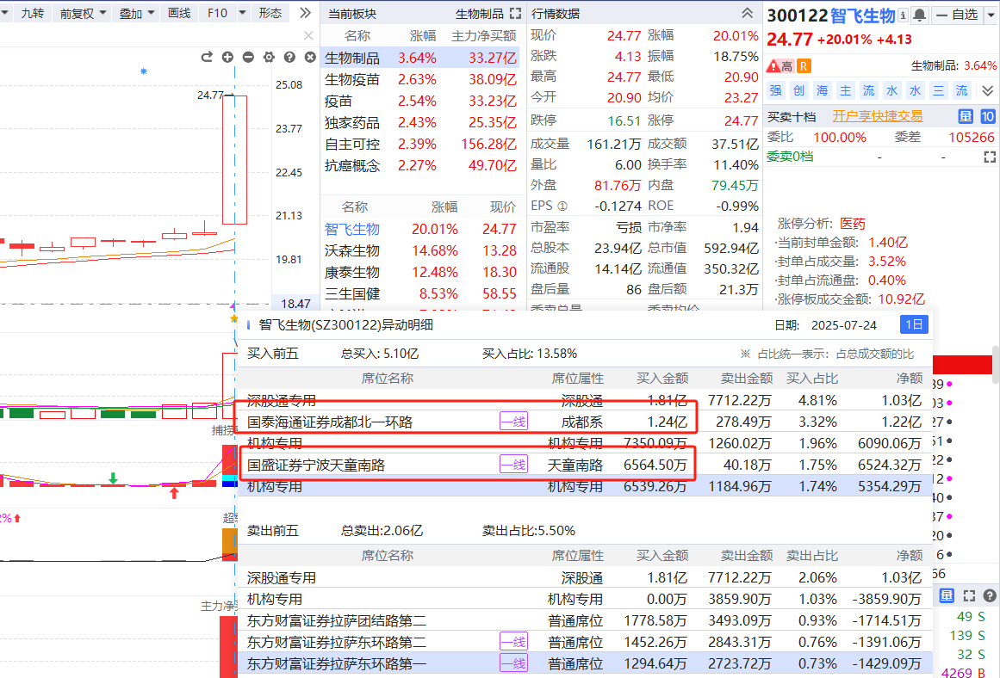 九转 前复权 叠加 画线 F10 形态
24.77
25.08
23.77
22.45
21.13
19.81
18.47
捕捞
2%
主力净
当前板块 生物制品
名称 涨幅 主力净买额
生物制品 3.64% 33.27亿
生物疫苗 2.63% 38.09亿
疫苗 2.54% 33.23亿
独家药品 2.43% 25.35亿
自主可控 2.39% 156.28亿
抗癌概念 2.27% 49.70亿
名称 涨幅 现价
智飞生物 20.01% 24.77
沃森生物 14.68% 13.28
康泰生物 12.48% 18.30
三生国健 8.53% 58.55
行情数据
现价 24.77 涨幅 20.01%
涨跌 4.13 振幅 18.75%
最高 24.77 最低 20.90
今开 20.90 均价 23.27
跌停 16.51 涨停 24.77
成交量 161.21万 成交额 37.51亿
量比 6.00 换手率 11.40%
外盘 81.76万 内盘 79.45万
EPS ① -0.1274 ROE -0.99%
市盈率 亏损 市净率 1.94
总股本 23.94亿 总市值 592.94亿
流通股 14.14亿 流通值 350.32亿
盘后量 86 盘后额 21.3万
委卖总量 委卖均价
300122 智飞生物 自选
24.77 +20.01% +4.13
高 R 生物制品: 3.64%
强 创 海 主 流 水 水 三 流
买卖十档 开户享快捷交易 量 10
委比 100.00% 委差 105266
委卖0档 - -
涨停分析: 医药
·当前封单金额: 1.40亿
·封单占成交量: 3.52%
·封单占流通盘: 0.40%
·涨停板成交金额: 10.92亿
智飞生物(SZ300122)异动明细 日期: 2025-07-24 1日
买入前五 总买入: 5.10亿 买入占比: 13.58% ※ 占比统一表示: 占总成交额的比
席位名称 席位属性 买入金额 卖出金额 买入占比 净额
深股通专用 深股通 1.81亿 7712.22万 4.81% 1.03亿
国泰海通证券成都北一环路 一线 成都系 1.24亿 278.49万 3.32% 1.22亿
机构专用 机构专用 7350.09万 1260.02万 1.96% 6090.06万
国盛证券宁波天童南路 一线 天童南路 6564.50万 40.18万 1.75% 6524.32万
机构专用 机构专用 6539.26万 1184.96万 1.74% 5354.29万
卖出前五 总卖出:2.06亿 卖出占比:5.50%
席位名称 席位属性 买入金额 卖出金额 卖出占比 净额
深股通专用 深股通 1.81亿 7712.22万 2.06% 1.03亿
机构专用 机构专用 0.00万 3859.90万 1.03% -3859.90万
东方财富证券拉萨团结路第二 普通席位 1778.58万 3493.09万 0.93% -1714.51万
东方财富证券拉萨东环路第二 一线 普通席位 1452.26万 2843.31万 0.76% -1391.06万
东方财富证券拉萨东环路第一 一线 普通席位 1294.64万 2723.72万 0.73% -1429.09万
量
49 S
139 S
32 S
4269 B